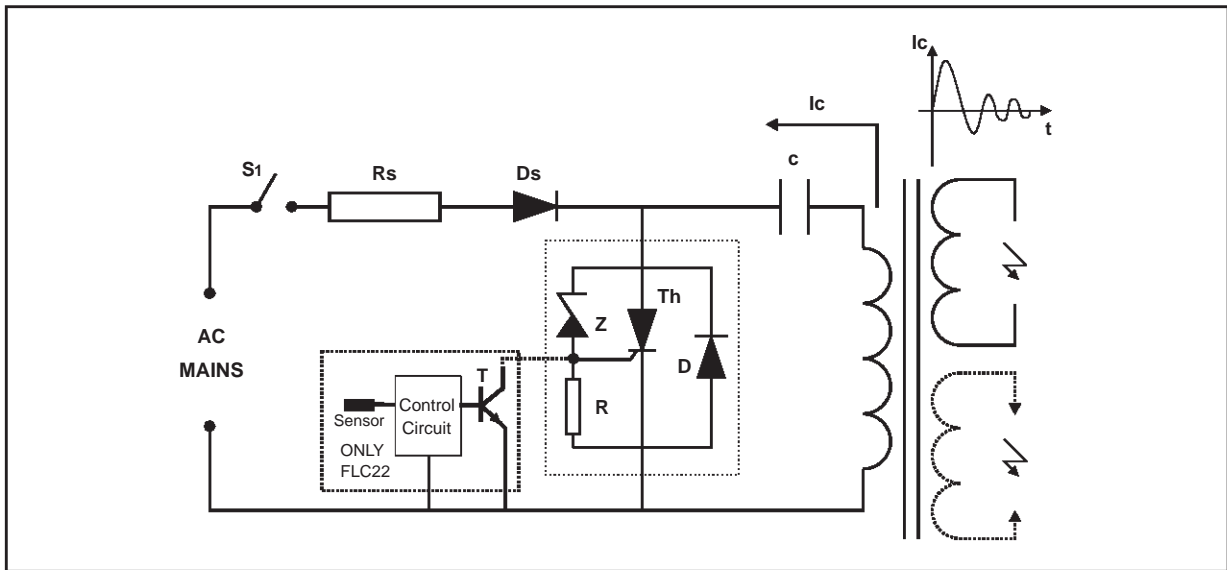 Ic
t
Ic
c
S1
Rs
Ds
Th
Z
D
R
AC
MAINS
T
Control
Circuit
Sensor
ONLY
FLC22